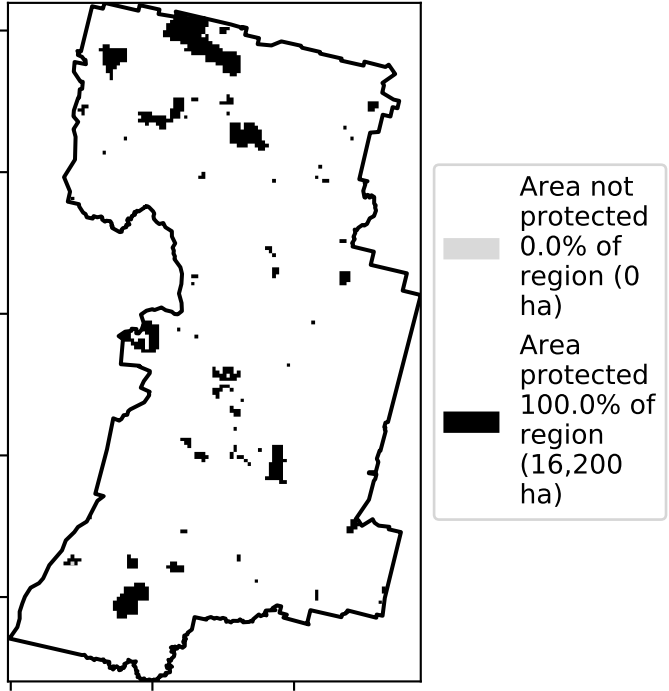 Area not
protected
0.0% of
region (0
ha)
Area
protected
100.0% of
region
(16,200
ha)